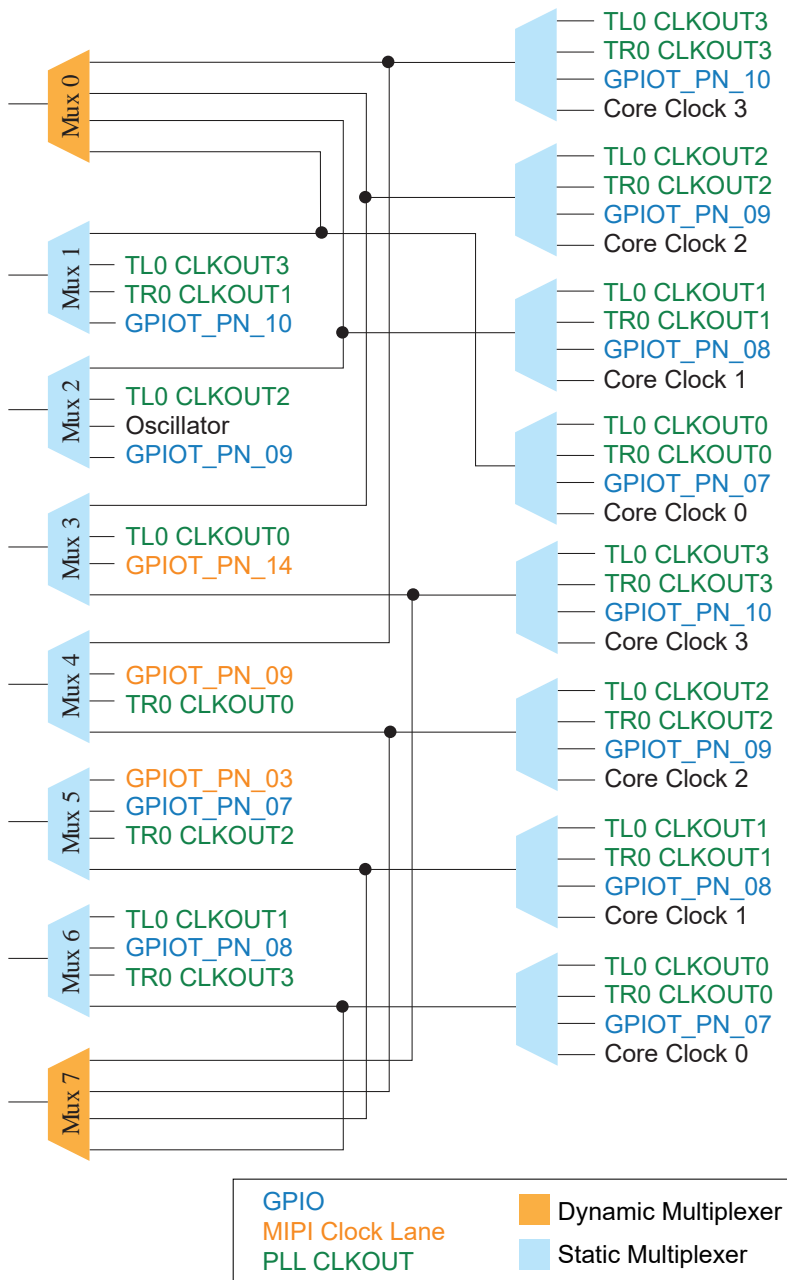 Mux 0
Mux 1
TL0 CLKOUT3
TR0 CLKOUT1
GPIOT_PN_10
Mux 2
TL0 CLKOUT2
Oscillator
GPIOT_PN_09
Mux 3
TL0 CLKOUT0
GPIOT_PN_14
Mux 4
GPIOT_PN_09
TR0 CLKOUT0
Mux 5
GPIOT_PN_03
GPIOT_PN_07
TR0 CLKOUT2
Mux 6
TL0 CLKOUT1
GPIOT_PN_08
TR0 CLKOUT3
Mux 7
TL0 CLKOUT3
TR0 CLKOUT3
GPIOT_PN_10
Core Clock 3
TL0 CLKOUT2
TR0 CLKOUT2
GPIOT_PN_09
Core Clock 2
TL0 CLKOUT1
TR0 CLKOUT1
GPIOT_PN_08
Core Clock 1
TL0 CLKOUT0
TR0 CLKOUT0
GPIOT_PN_07
Core Clock 0
TL0 CLKOUT3
TR0 CLKOUT3
GPIOT_PN_10
Core Clock 3
TL0 CLKOUT2
TR0 CLKOUT2
GPIOT_PN_09
Core Clock 2
TL0 CLKOUT1
TR0 CLKOUT1
GPIOT_PN_08
Core Clock 1
TL0 CLKOUT0
TR0 CLKOUT0
GPIOT_PN_07
Core Clock 0
GPIO
MIPI Clock Lane
PLL CLKOUT
Dynamic Multiplexer
Static Multiplexer